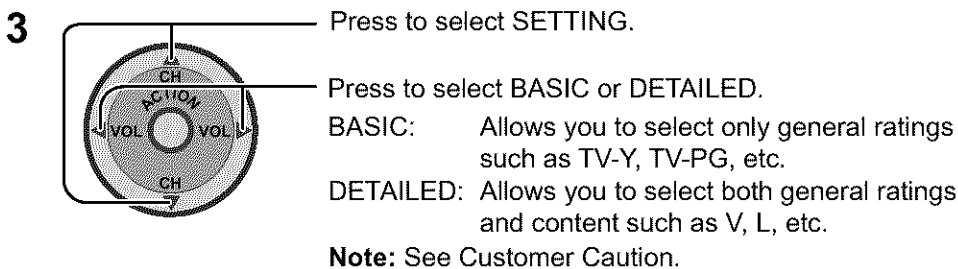 3
Press to select SETTING.
CH
ACTION
VOL VOL
CH
Press to select BASIC or DETAILED.
BASIC: Allows you to select only general ratings
such as TV-Y, TV-PG, etc.
DETAILED: Allows you to select both general ratings
and content such as V, L, etc.
Note: See Customer Caution.